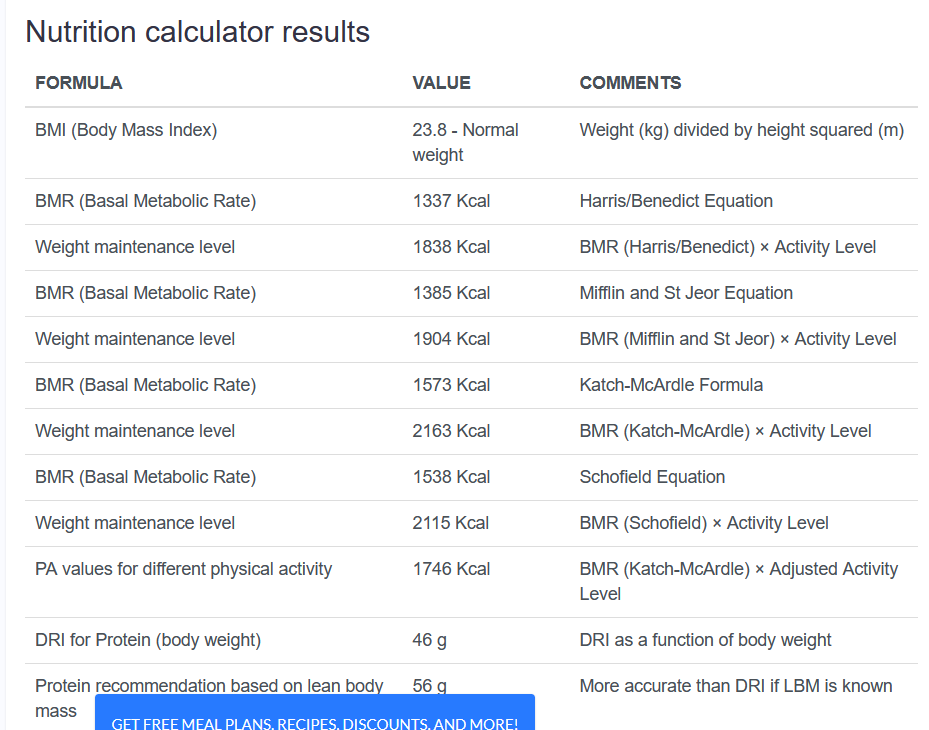 Nutrition calculator results
FORMULA VALUE COMMENTS
BMI (Body Mass Index) 23.8 - Normal weight Weight (kg) divided by height squared (m)
BMR (Basal Metabolic Rate) 1337 Kcal Harris/Benedict Equation
Weight maintenance level 1838 Kcal BMR (Harris/Benedict) × Activity Level
BMR (Basal Metabolic Rate) 1385 Kcal Mifflin and St Jeor Equation
Weight maintenance level 1904 Kcal BMR (Mifflin and St Jeor) × Activity Level
BMR (Basal Metabolic Rate) 1573 Kcal Katch-McArdle Formula
Weight maintenance level 2163 Kcal BMR (Katch-McArdle) × Activity Level
BMR (Basal Metabolic Rate) 1538 Kcal Schofield Equation
Weight maintenance level 2115 Kcal BMR (Schofield) × Activity Level
PA values for different physical activity 1746 Kcal BMR (Katch-McArdle) × Adjusted Activity Level
DRI for Protein (body weight) 46 g DRI as a function of body weight
Protein recommendation based on lean body mass 56 g More accurate than DRI if LBM is known
GET FREE MEAL PLANS, RECIPES, DISCOUNTS, AND MORE!